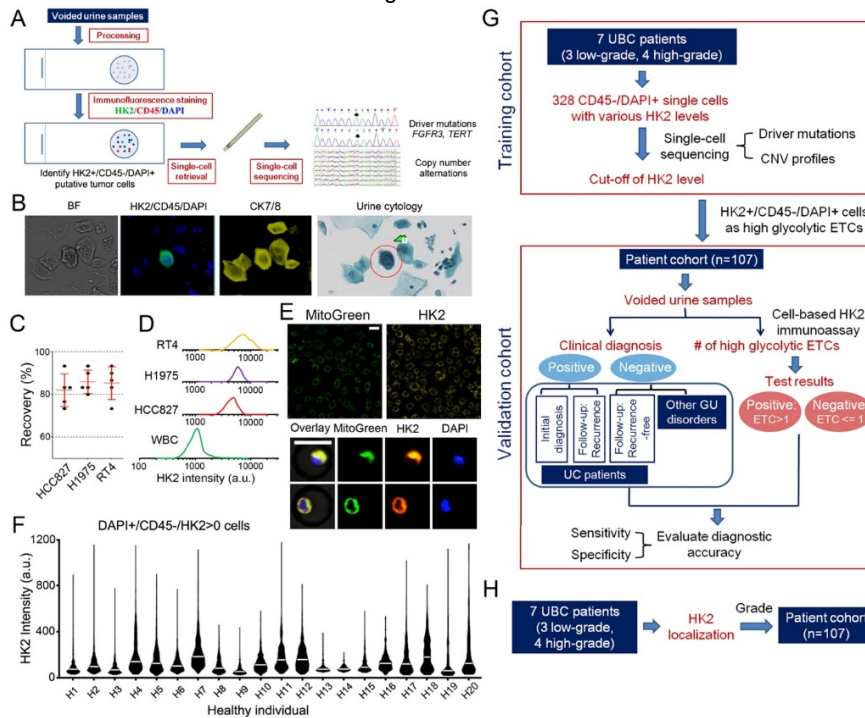 A
Voided urine samples
Processing
Immunofluorescence staining
HK2/CD45/DAPI
Identify HK2+/CD45-/DAPI+
putative tumor cells
Single-cell
retrieval
Single-cell
sequencing
Driver mutations
FGFR3, TERT
Copy number
alternations
B
BF
HK2/CD45/DAPI
CK7/8
Urine cytology
C
Recovery (%)
100
80
60
HCC827
H1975
RT4
D
RT4
1000
10000
H1975
1000
10000
HCC827
1000
10000
WBC
100
1000
10000
HK2 intensity (a.u.)
E
MitoGreen
HK2
Overlay
MitoGreen
HK2
DAPI
F
DAPI+/CD45-/HK2>0 cells
HK2 Intensity (a.u.)
1200
800
400
0
H1
H2
H3
H4
H5
H6
H7
H8
H9
H10
H11
H12
H13
H14
H15
H16
H17
H18
H19
H20
Healthy individual
G
Training cohort
7 UBC patients
(3 low-grade, 4 high-grade)
328 CD45-/DAPI+ single cells
with various HK2 levels
Single-cell
sequencing
Driver mutations
CNV profiles
Cut-off of HK2 level
HK2+/CD45-/DAPI+ cells
as high glycolytic ETCs
Validation cohort
Patient cohort (n=107)
Voided urine samples
Cell-based HK2
immunoassay
Clinical diagnosis
# of high glycolytic ETCs
Positive
Negative
Test results
Initial
diagnosis
Follow-up:
Recurrence
Follow-up:
Recurrence
-free
Other GU
disorders
Positive:
ETC>1
Negative:
ETC <= 1
UC patients
Sensitivity
Specificity
Evaluate diagnostic
accuracy
H
7 UBC patients
(3 low-grade,
4 high-grade)
HK2
localization
Grade
Patient cohort
(n=107)